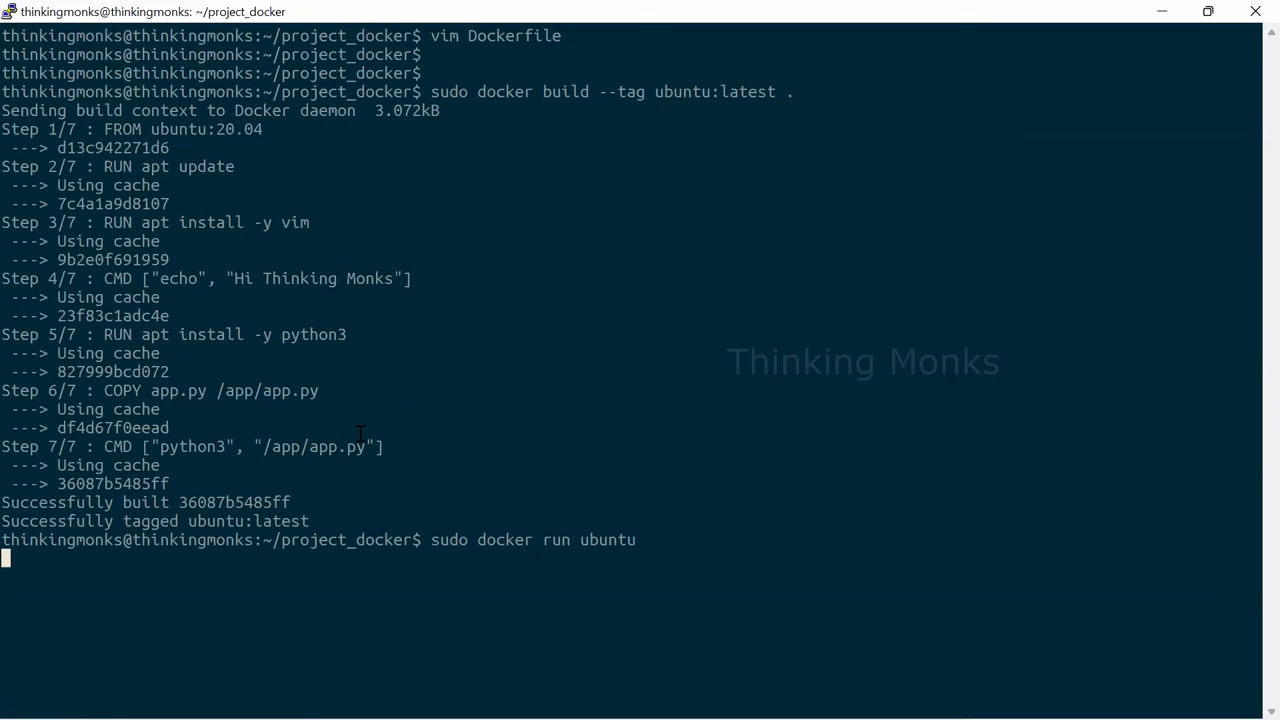 thinkingmonks@thinkingmonks: ~/project_docker
thinkingmonks@thinkingmonks:~/project_docker$ vim Dockerfile
thinkingmonks@thinkingmonks:~/project_docker$
thinkingmonks@thinkingmonks:~/project_docker$
thinkingmonks@thinkingmonks:~/project_docker$ sudo docker build --tag ubuntu:latest .
Sending build context to Docker daemon  3.072kB
Step 1/7 : FROM ubuntu:20.04
 ---> d13c942271d6
Step 2/7 : RUN apt update
 ---> Using cache
 ---> 7c4a1a9d8107
Step 3/7 : RUN apt install -y vim
 ---> Using cache
 ---> 9b2e0f691959
Step 4/7 : CMD ["echo", "Hi Thinking Monks"]
 ---> Using cache
 ---> 23f83c1adc4e
Step 5/7 : RUN apt install -y python3
 ---> Using cache
 ---> 827999bcd072
Step 6/7 : COPY app.py /app/app.py
 ---> Using cache
 ---> df4d67f0eead
Step 7/7 : CMD ["python3", "/app/app.py"]
 ---> Using cache
 ---> 36087b5485ff
Successfully built 36087b5485ff
Successfully tagged ubuntu:latest
thinkingmonks@thinkingmonks:~/project_docker$ sudo docker run ubuntu
Thinking Monks